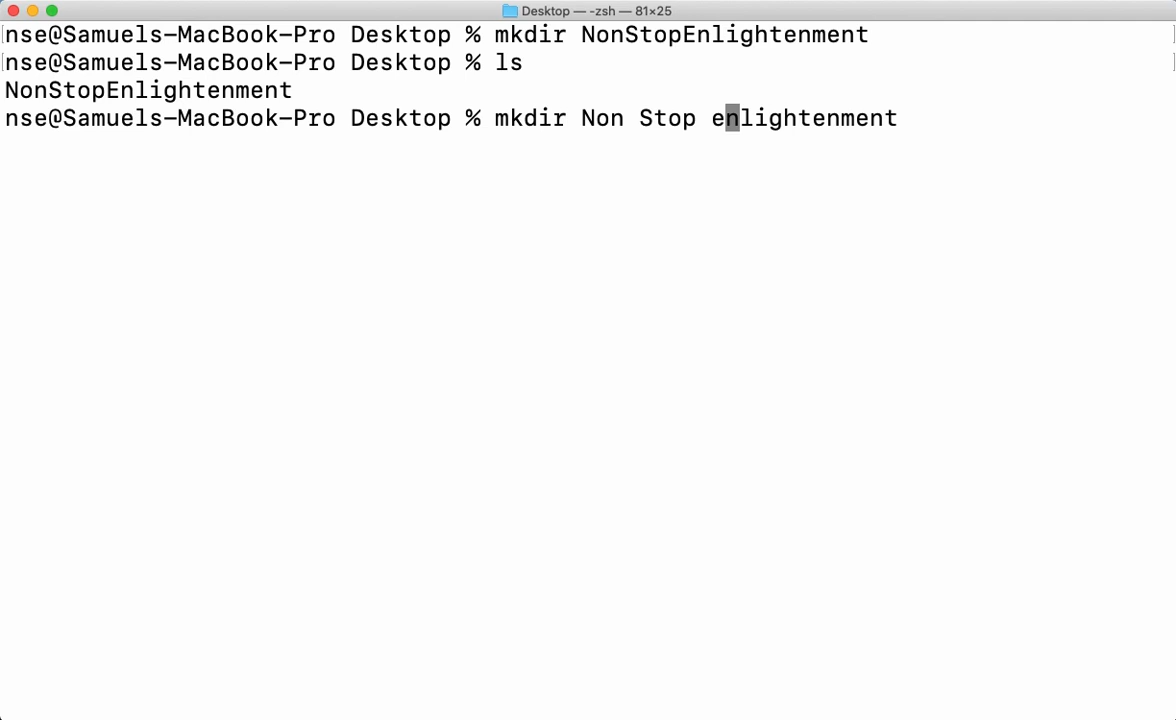 Desktop — -zsh — 81×25
nse@Samuels-MacBook-Pro Desktop % mkdir NonStopEnlightenment
nse@Samuels-MacBook-Pro Desktop % ls
NonStopEnlightenment
nse@Samuels-MacBook-Pro Desktop % mkdir Non Stop enlightenment